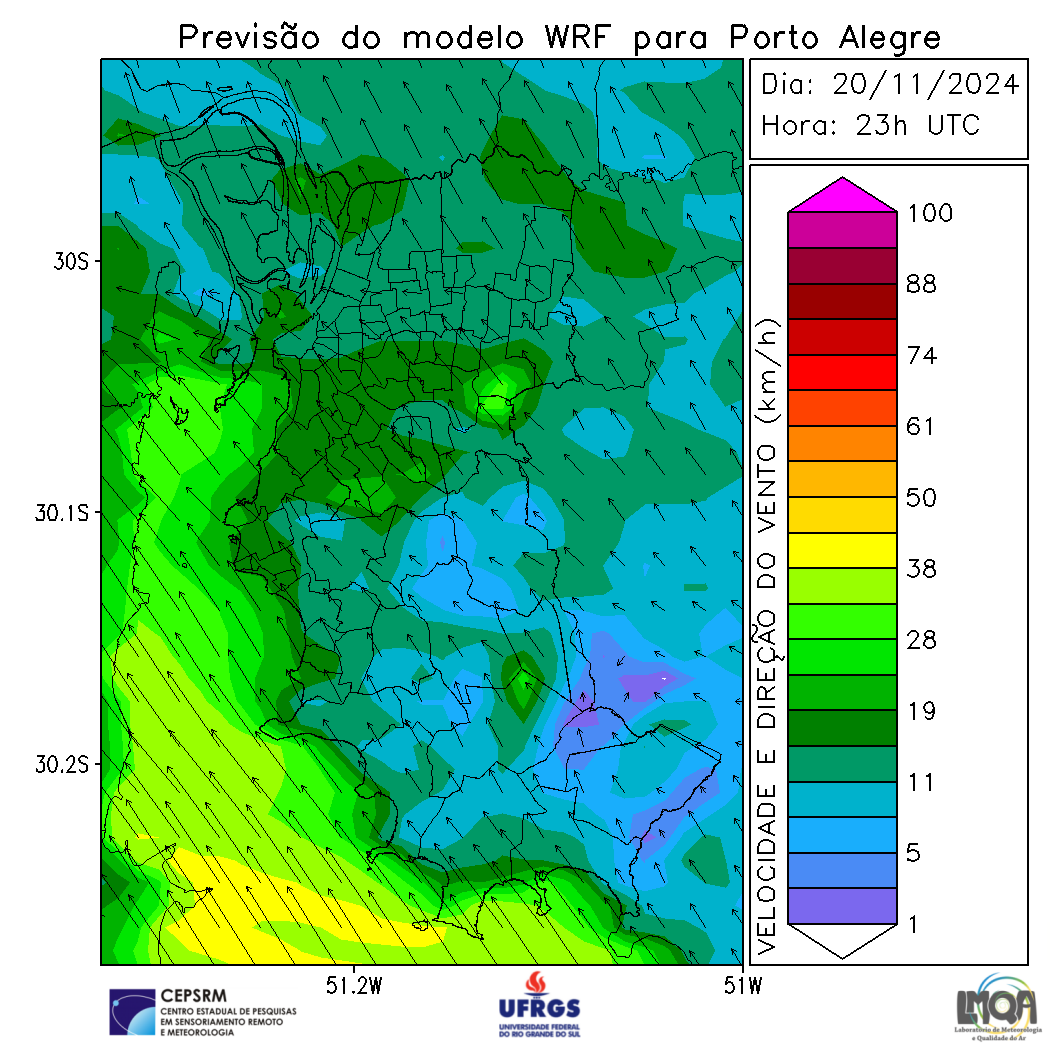 Previsão do modelo WRF para Porto Alegre
Dia: 20/11/2024
Hora: 23h UTC
30S
30.1S
30.2S
51.2W
51W
VELOCIDADE E DIREÇÃO DO VENTO (km/h)
100
88
74
61
50
38
28
19
11
5
1
CEPSRM
CENTRO ESTADUAL DE PESQUISAS
EM SENSORIAMENTO REMOTO
E METEOROLOGIA
UFRGS
UNIVERSIDADE FEDERAL
DO RIO GRANDE DO SUL
LMQA
Laboratório de Meteorologia
e Qualidade do Ar